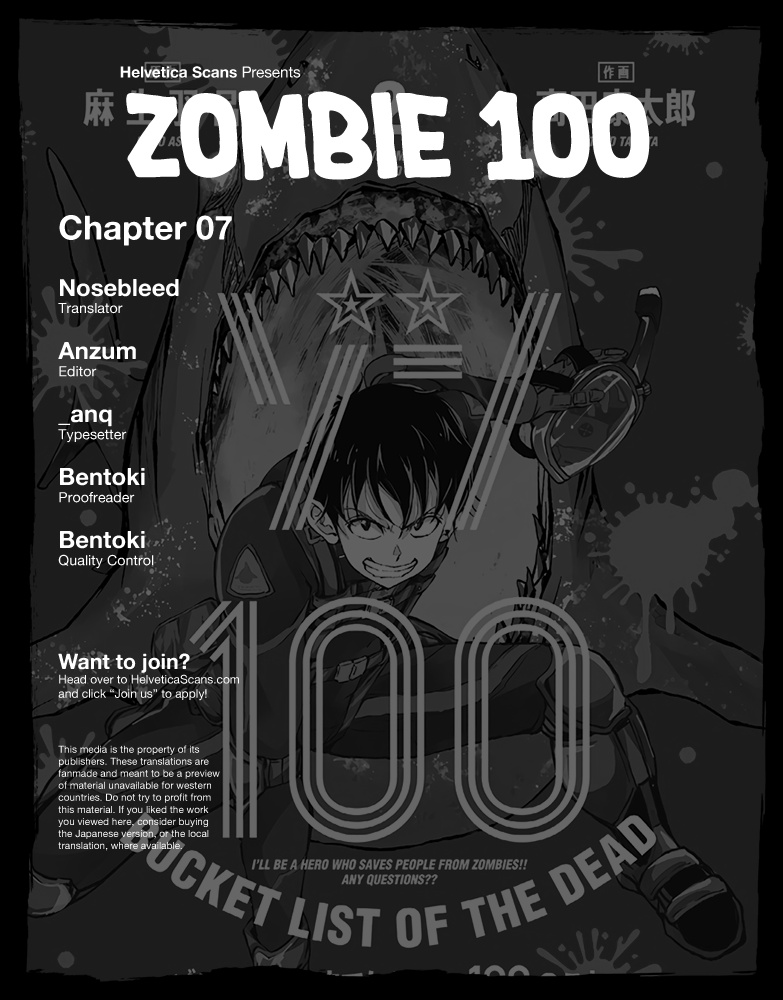 Helvetica Scans Presents
作画
ZOMBIE 100
Chapter 07
Nosebleed
Translator
Anzum
Editor
_anq
Typesetter
Bentoki
Proofreader
Bentoki
Quality Control
100
Want to join?
Head over to HelveticaScans.com
and click “Join us” to apply!
This media is the property of its
publishers. These translations are
fanmade and meant to be a preview
of material unavailable for western
countries. Do not try to profit from
this material. If you liked the work
you viewed here, consider buying
the Japanese version, or the local
translation, where available.
I'LL BE A HERO WHO SAVES PEOPLE FROM ZOMBIES!!
ANY QUESTIONS??
BUCKET LIST OF THE DEAD